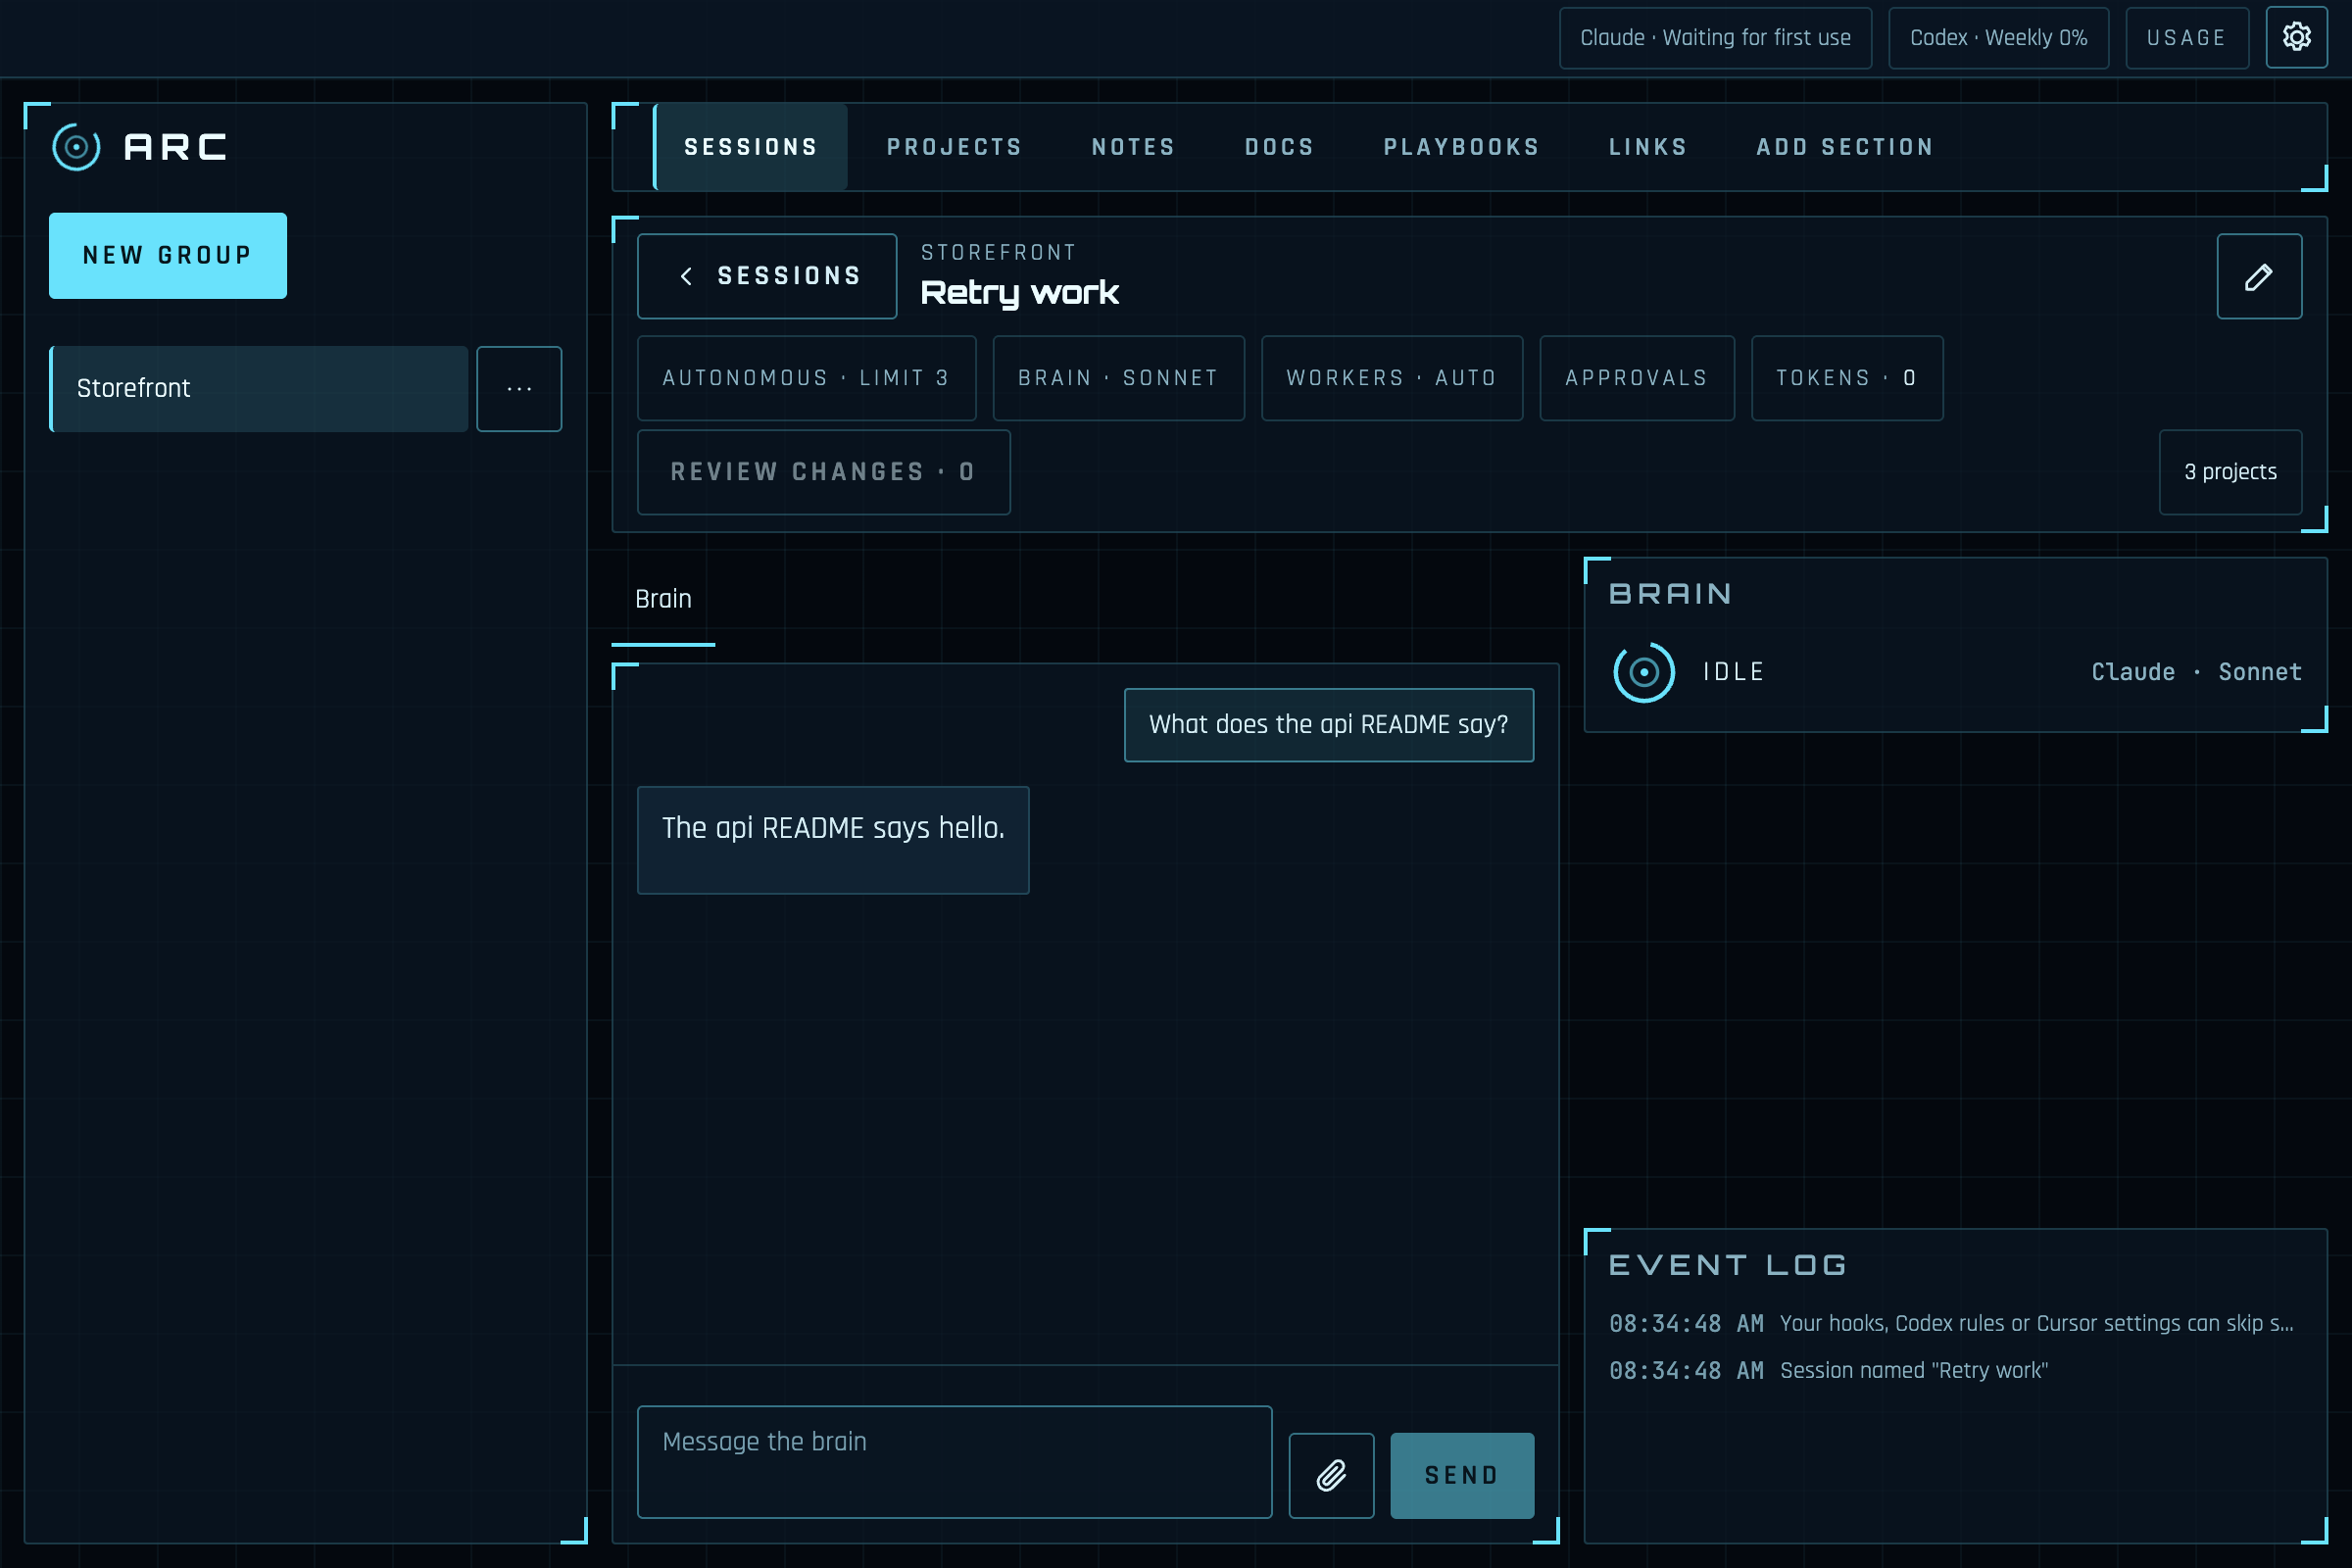 Claude · Waiting for first use
Codex · Weekly 0%
USAGE
ARC
NEW GROUP
Storefront
...
SESSIONS
PROJECTS
NOTES
DOCS
PLAYBOOKS
LINKS
ADD SECTION
SESSIONS
STOREFRONT
Retry work
AUTONOMOUS · LIMIT 3
BRAIN · SONNET
WORKERS · AUTO
APPROVALS
TOKENS · 0
REVIEW CHANGES · 0
3 projects
Brain
What does the api README say?
The api README says hello.
Message the brain
SEND
BRAIN
IDLE
Claude · Sonnet
EVENT LOG
08:34:48 AM Your hooks, Codex rules or Cursor settings can skip s...
08:34:48 AM Session named "Retry work"